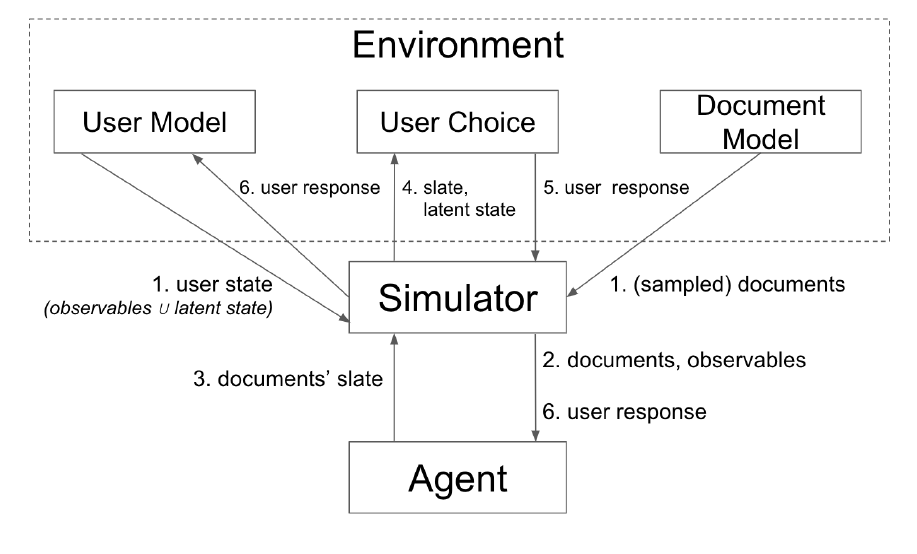 Environment
User Model
User Choice
Document
Model
6. user response
4. slate,
latent state
5. user response
1. user state
(observables ∪ latent state)
Simulator
1. (sampled) documents
3. documents’ slate
2. documents, observables
6. user response
Agent